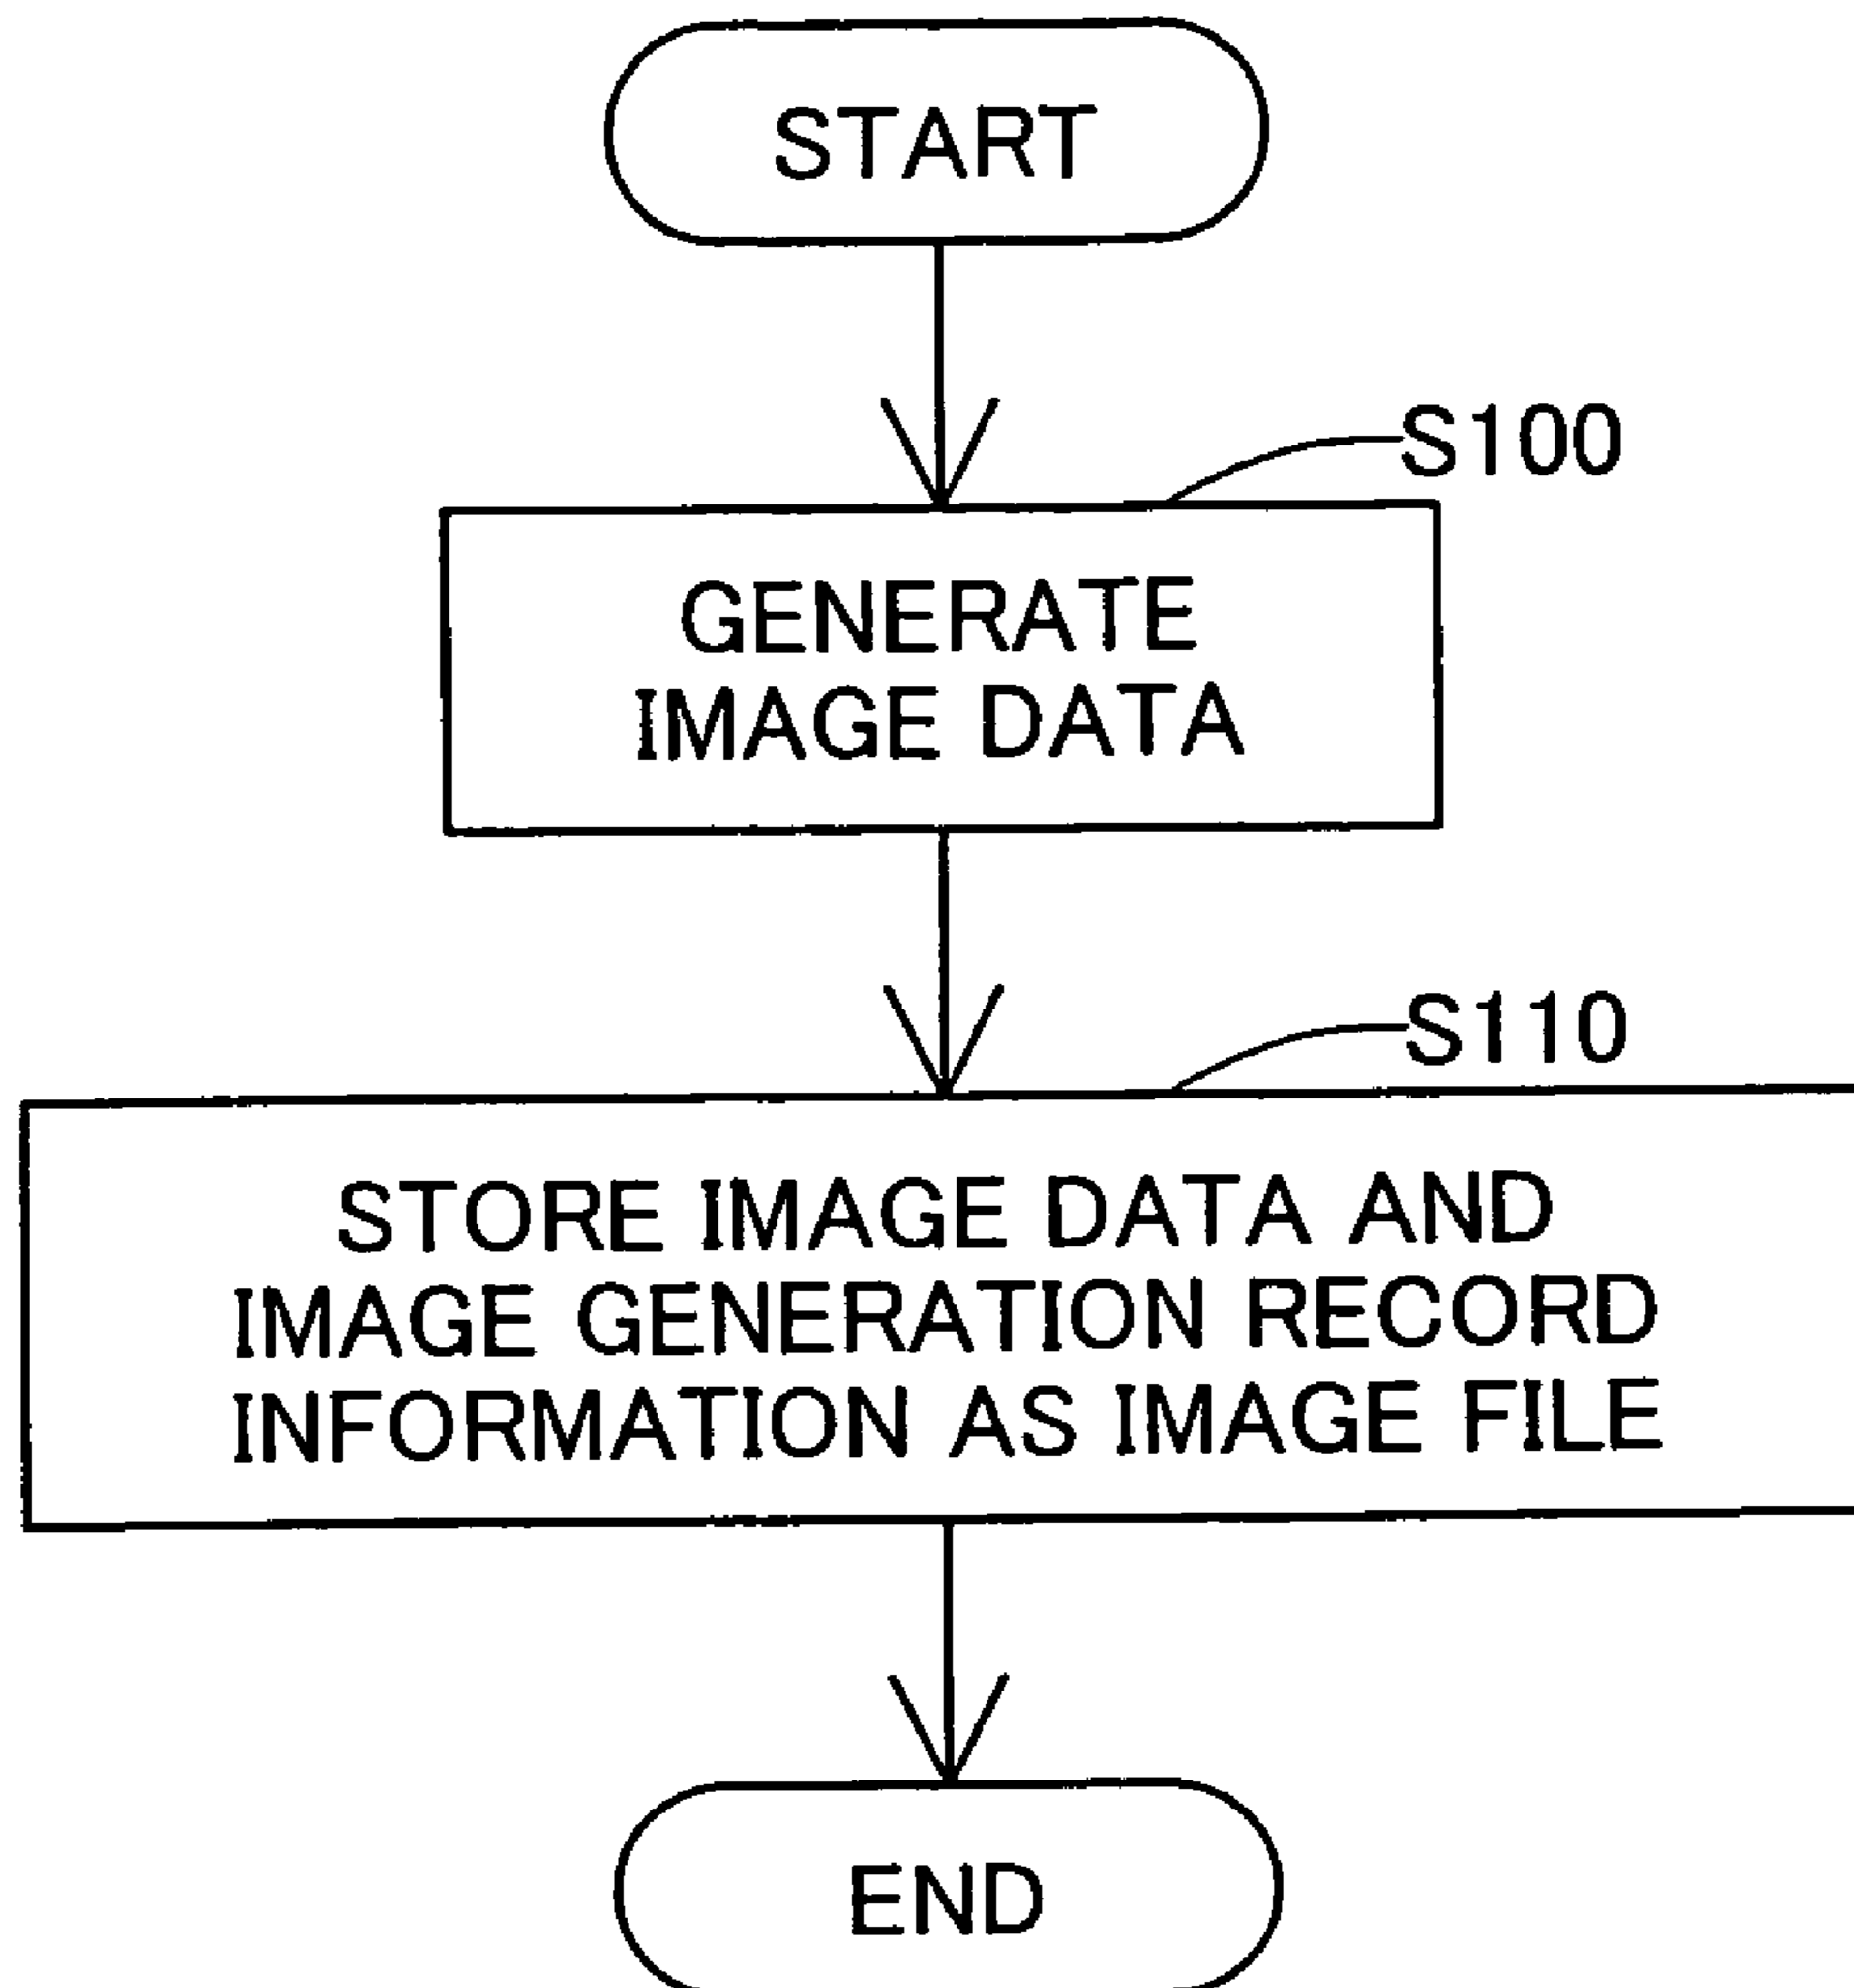 START
S100
GENERATE
IMAGE DATA
S110
STORE IMAGE DATA AND
IMAGE GENERATION RECORD
INFORMATION AS IMAGE FILE
END